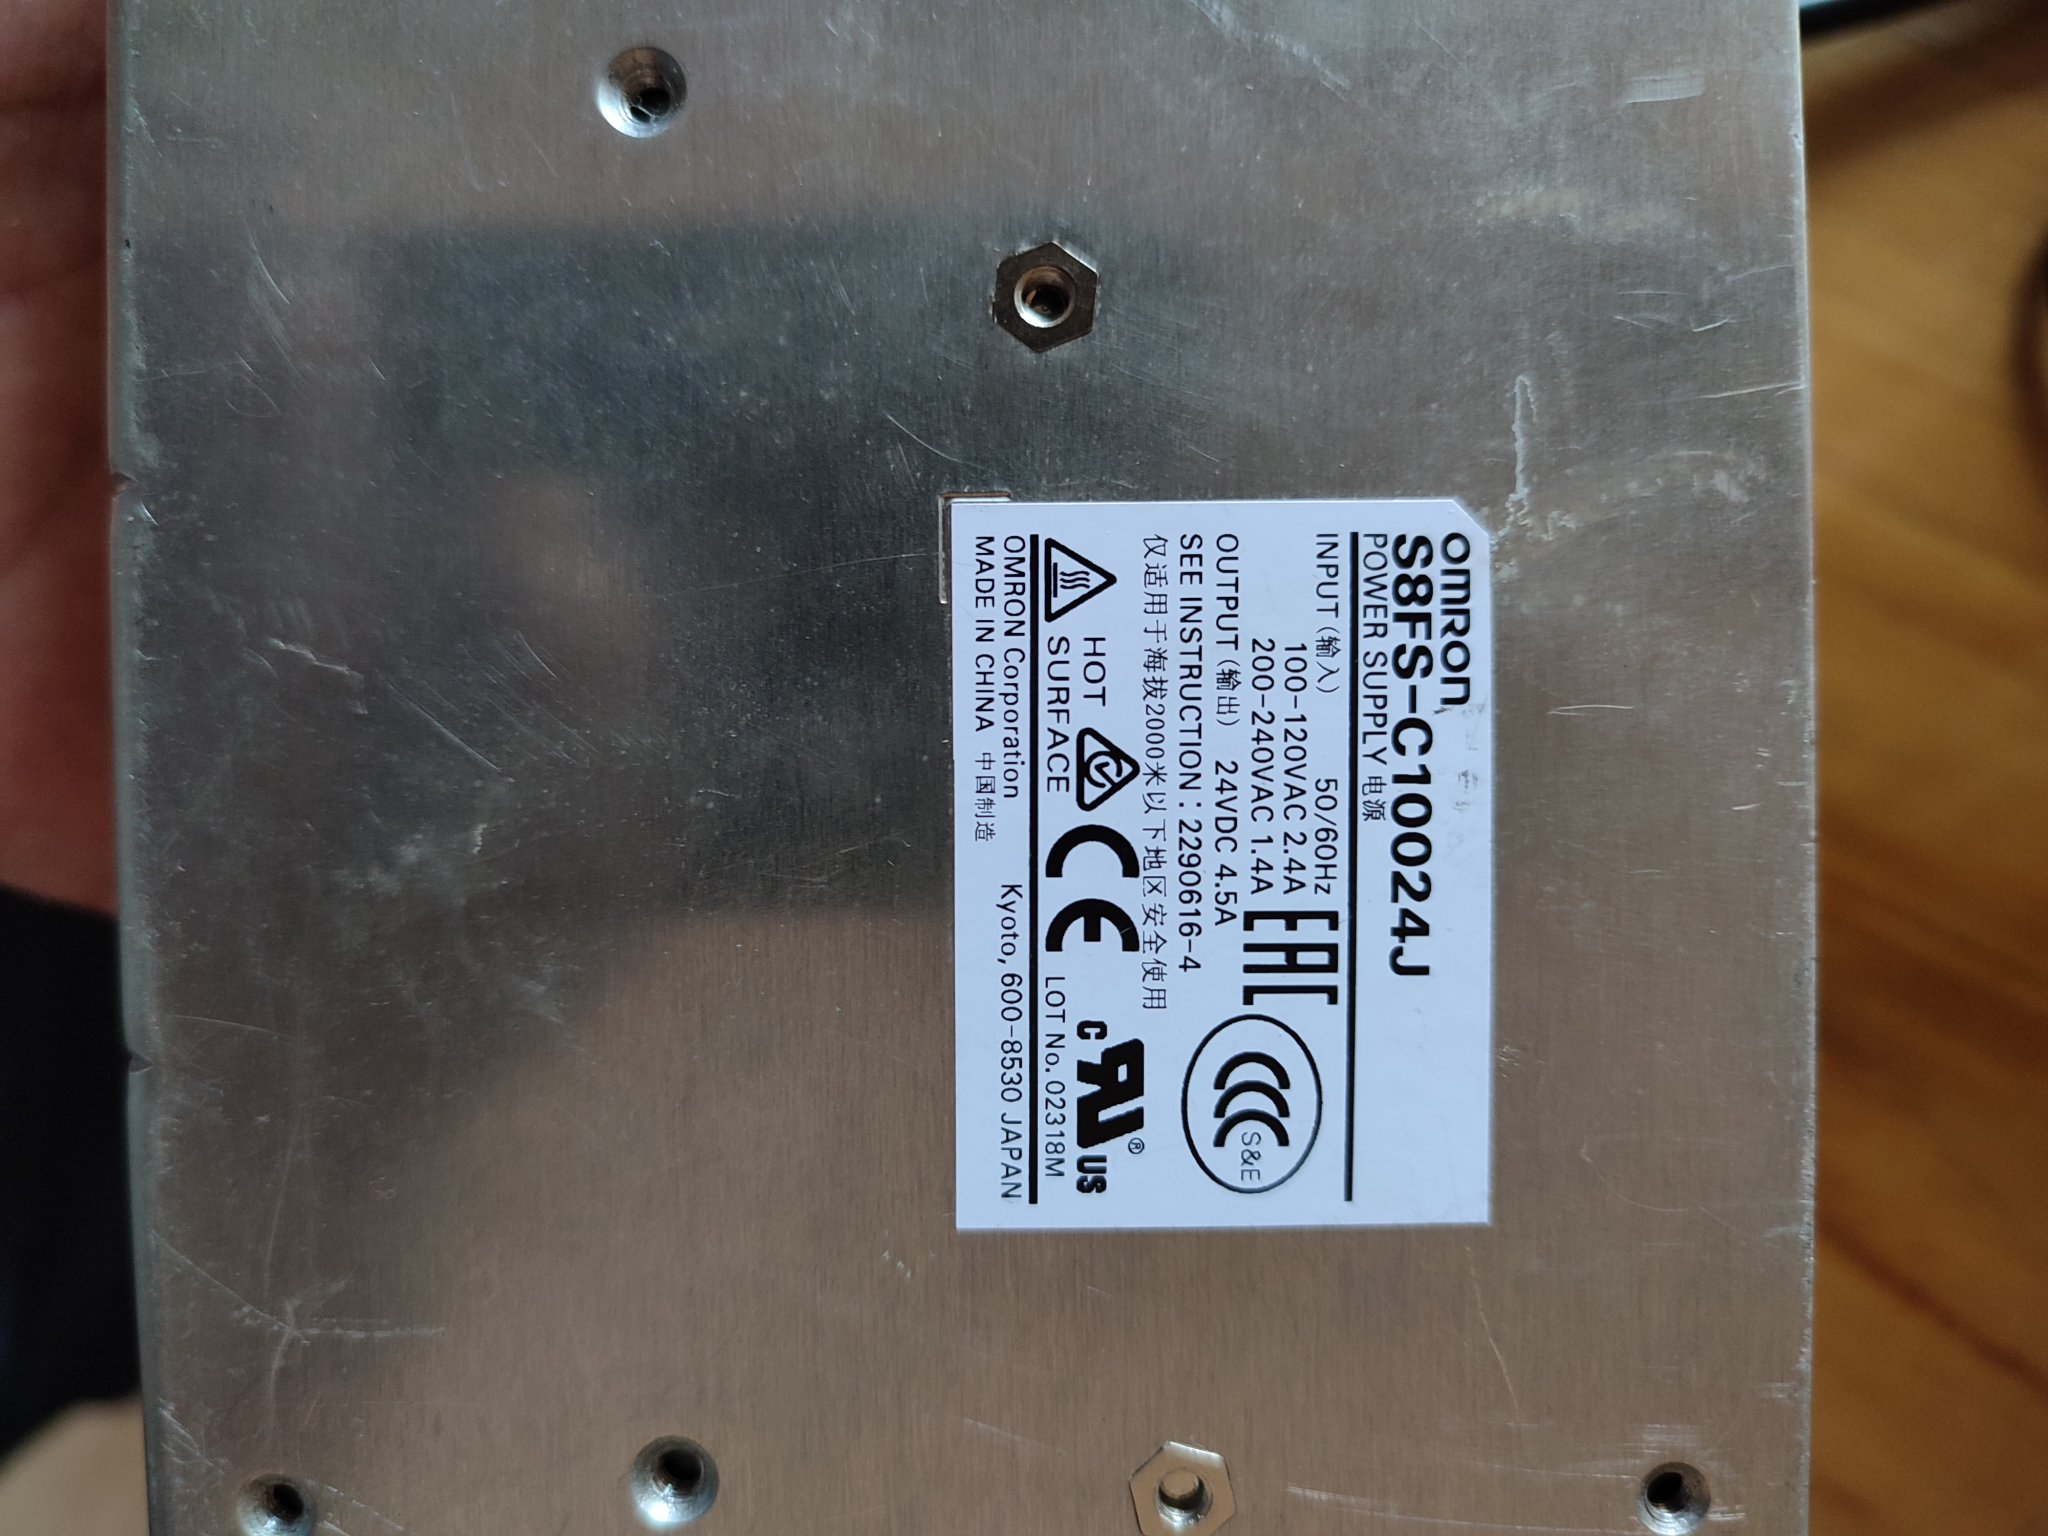 OMRON
S8FS-C10024J
POWER SUPPLY 电源
INPUT (输入) 50/60Hz
100-120VAC 2.4A
200-240VAC 1.4A
OUTPUT (输出) 24VDC 4.5A
SEE INSTRUCTION: 2290616-4
仅适用于海拔2000米以下地区安全使用
EAC
CCC
S&E
HOT
SURFACE
CE
c RU ® US
LOT No. 02318M
OMRON Corporation Kyoto, 600-8530 JAPAN
MADE IN CHINA 中国制造